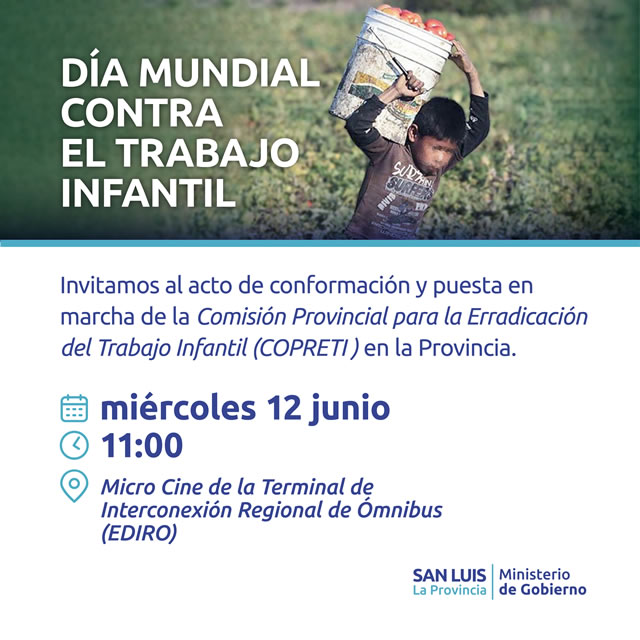 DÍA MUNDIAL
CONTRA
EL TRABAJO
INFANTIL
SUDTAN
SURFERS
Invitamos al acto de conformación y puesta en
marcha de la Comisión Provincial para la Erradicación
del Trabajo Infantil (COPRETI) en la Provincia.
miércoles 12 junio
11:00
Micro Cine de la Terminal de
Interconexión Regional de Ómnibus
(EDIRO)
SAN LUIS
La Provincia
Ministerio
de Gobierno